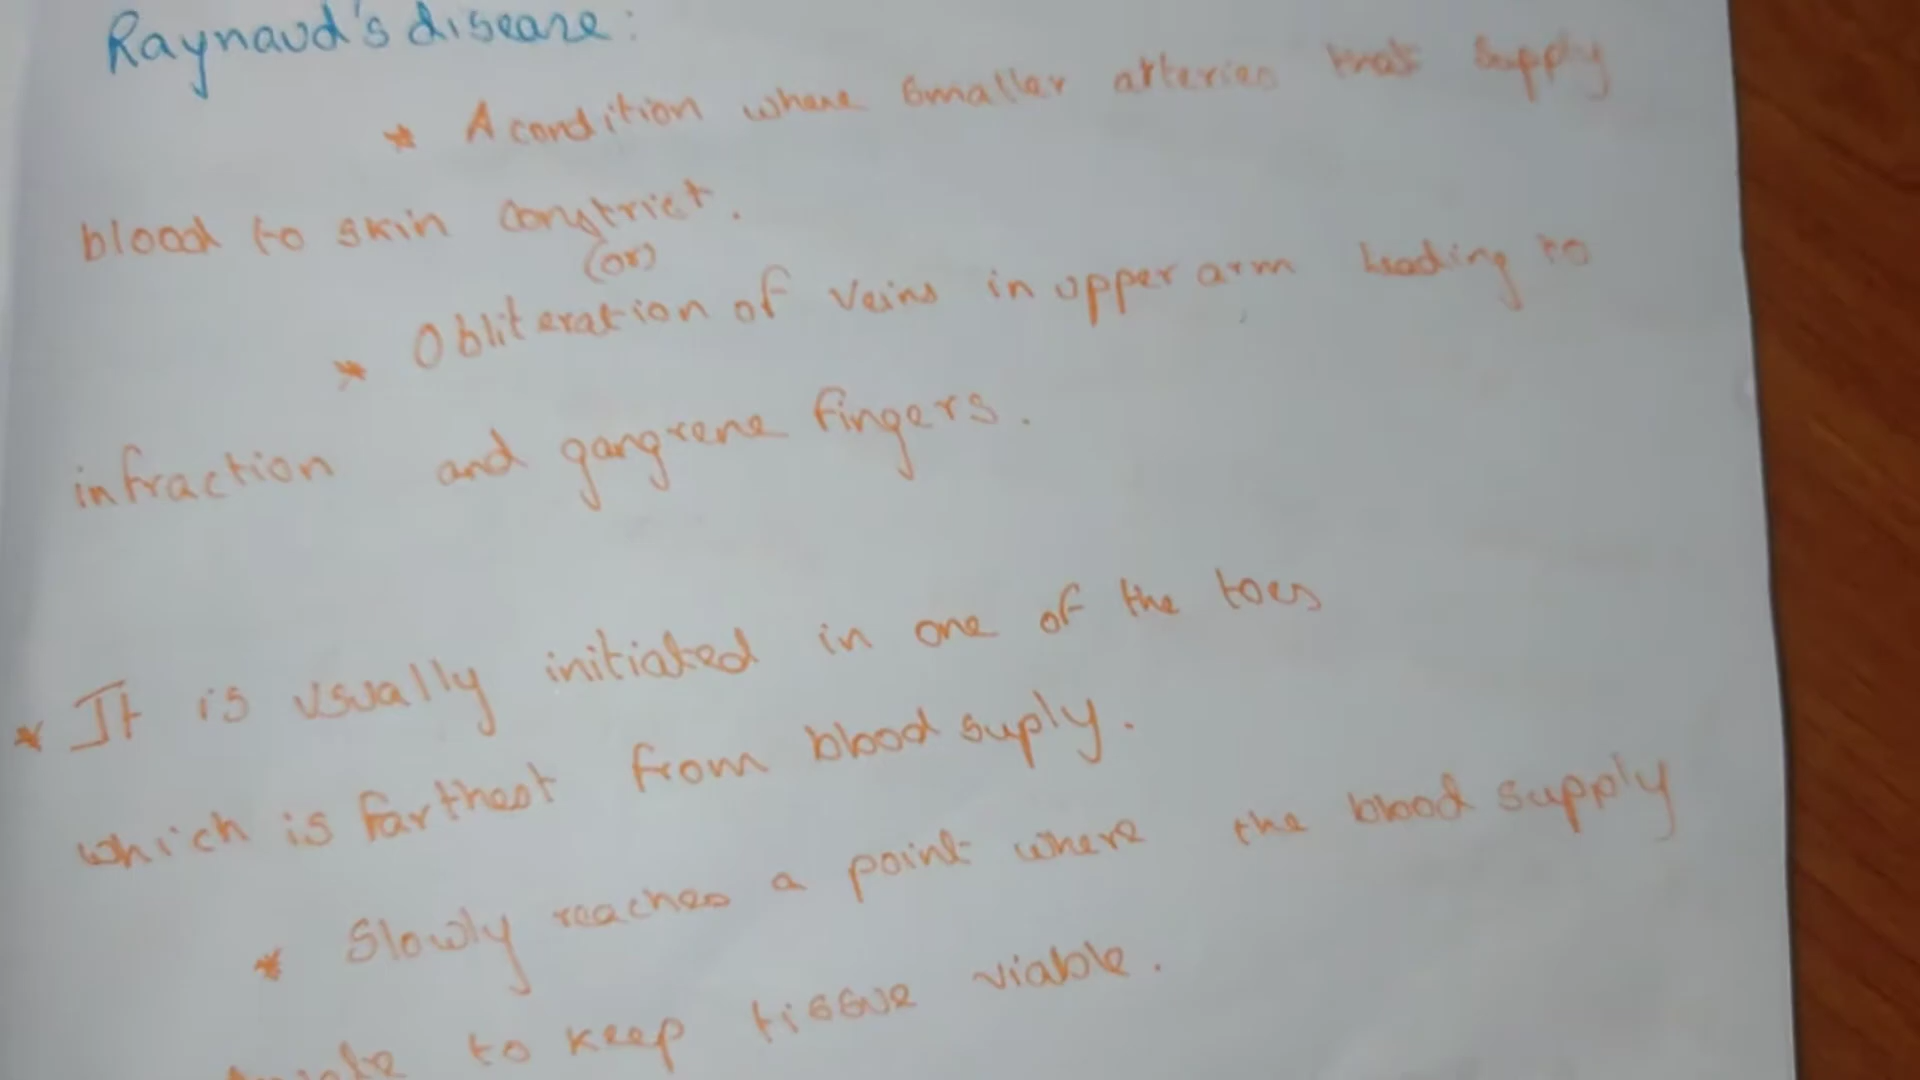 Raynaud's disease:
* A condition where smaller arteries that supply
blood to skin constrict.
(or)
* Obliteration of veins in upper arm leading to
infraction and gangrene fingers.
* It is usually initiated in one of the toes
which is farthest from blood suply.
* Slowly reaches a point where the blood supply
to keep tissue viable.